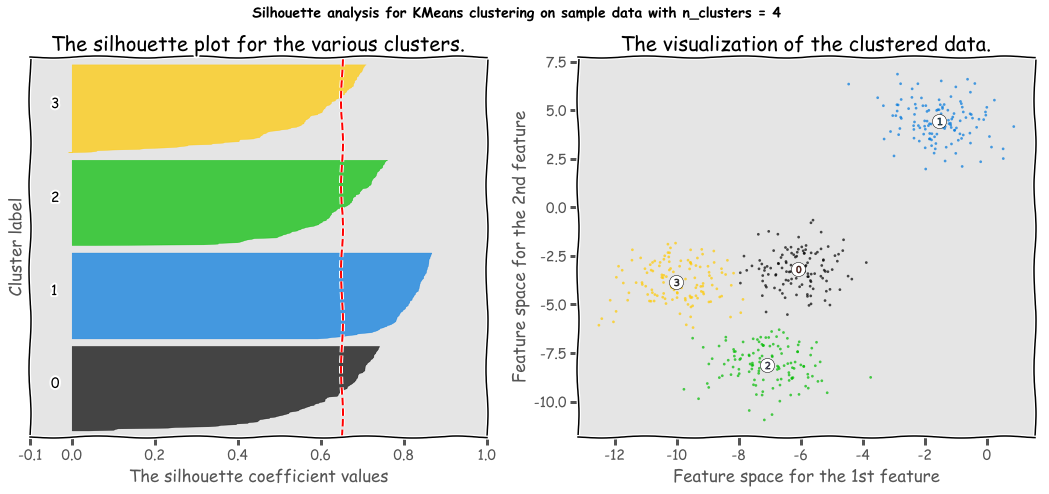 Silhouette analysis for KMeans clustering on sample data with n_clusters = 4
The silhouette plot for the various clusters.
Cluster label
3
2
1
0
-0.1 0.0 0.2 0.4 0.6 0.8 1.0
The silhouette coefficient values
The visualization of the clustered data.
Feature space for the 2nd feature
7.5
5.0
2.5
0.0
-2.5
-5.0
-7.5
-10.0
1
0
3
2
-12 -10 -8 -6 -4 -2 0
Feature space for the 1st feature